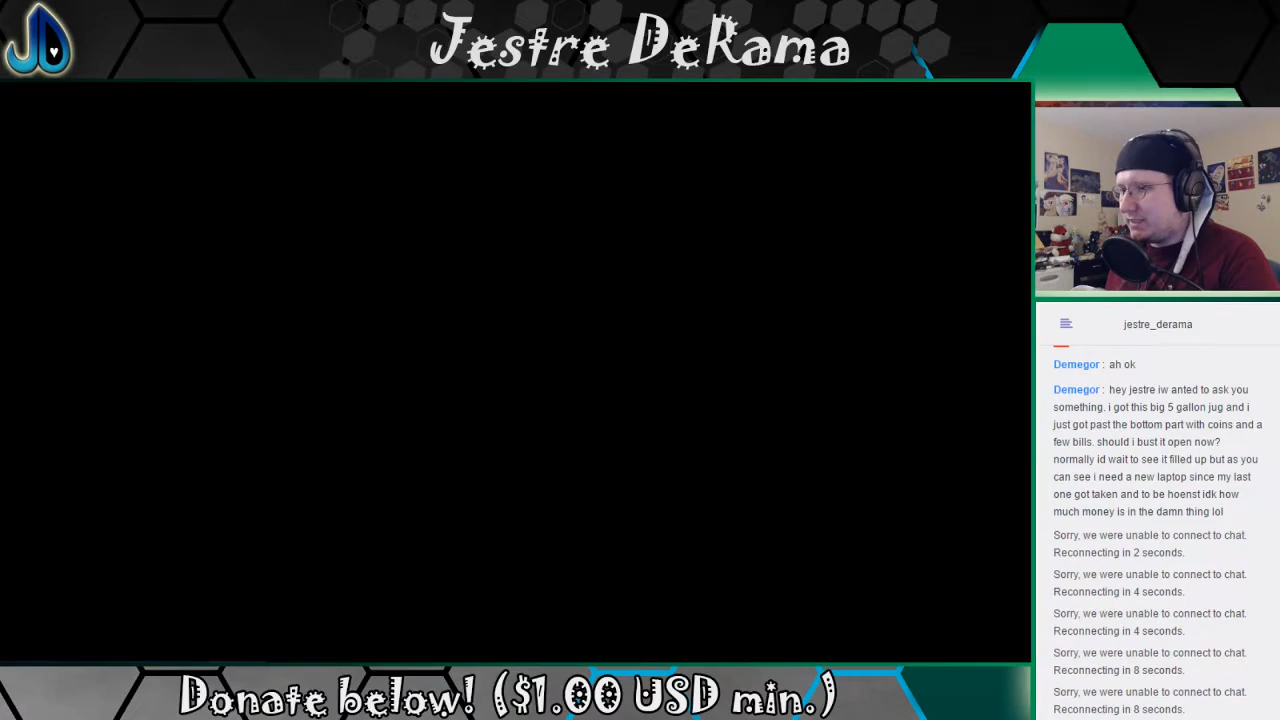 JD
Jestre DeRama
jestre_derama
Demegor : ah ok
Demegor : hey jestre iw anted to ask you
something. i got this big 5 gallon jug and i
just got past the bottom part with coins and a
few bills. should i bust it open now?
normally id wait to see it filled up but as you
can see i need a new laptop since my last
one got taken and to be hoenst idk how
much money is in the damn thing lol
Sorry, we were unable to connect to chat.
Reconnecting in 2 seconds.
Sorry, we were unable to connect to chat.
Reconnecting in 4 seconds.
Sorry, we were unable to connect to chat.
Reconnecting in 4 seconds.
Sorry, we were unable to connect to chat.
Reconnecting in 8 seconds.
Sorry, we were unable to connect to chat.
Reconnecting in 8 seconds.
Donate below! ($1.00 USD min.)